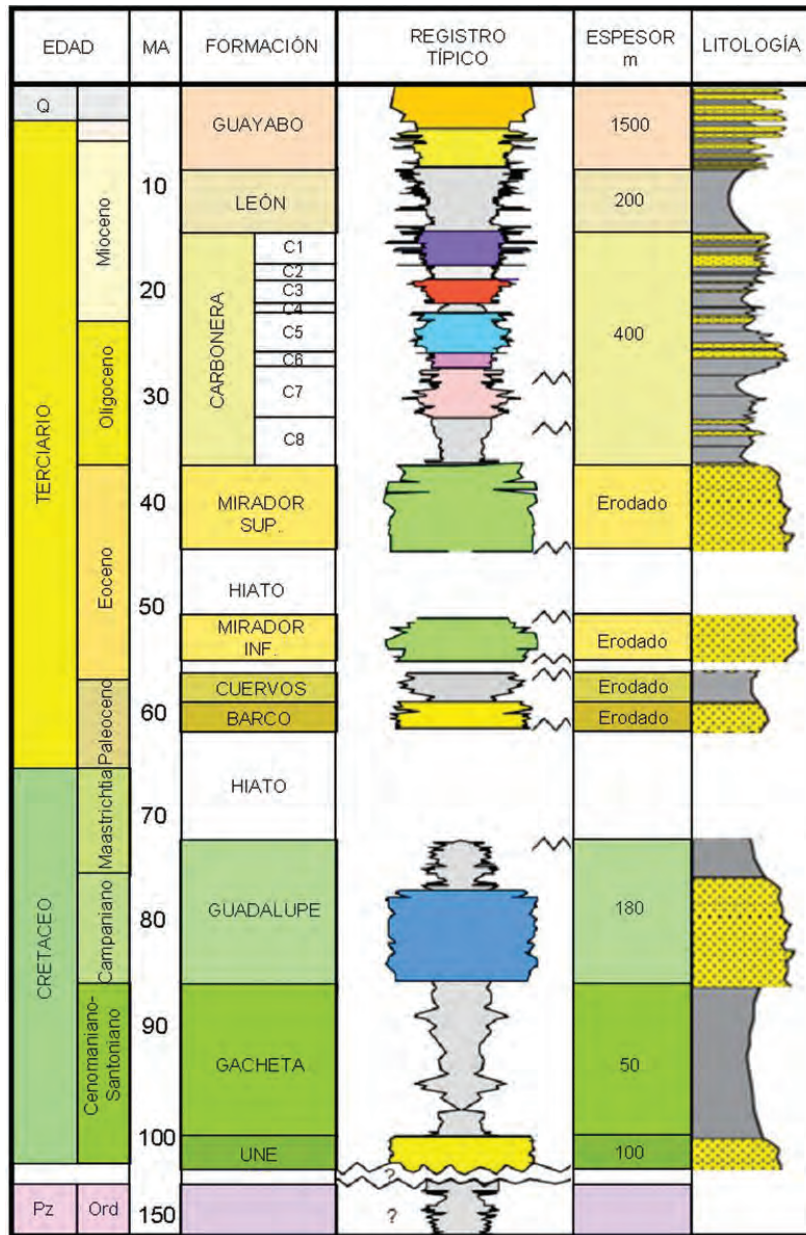 EDAD
MA
FORMACIÓN
REGISTRO
TÍPICO
ESPESOR
m
LITOLOGÍA
Q
TERCIARIO
CRETACEO
Pz
Mioceno
Oligoceno
Eoceno
Paleoceno
Maastrichtia
Campaniano
Cenomaniano-
Santoniano
Ord
10
20
30
40
50
60
70
80
90
100
150
GUAYABO
LEÓN
CARBONERA
C1
C2
C3
C4
C5
C6
C7
C8
MIRADOR
SUP.
HIATO
MIRADOR
INF.
CUERVOS
BARCO
HIATO
GUADALUPE
GACHETA
UNE
?
?
1500
200
400
Erodado
Erodado
Erodado
Erodado
180
50
100